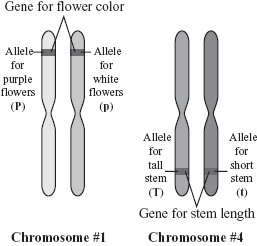 Gene for flower color
Allele
for
purple
flowers
(P)
Allele
for
white
flowers
(p)
Allele
for
tall
stem
(T)
Allele
for
short
stem
(t)
Gene for stem length
Chromosome #1
Chromosome #4